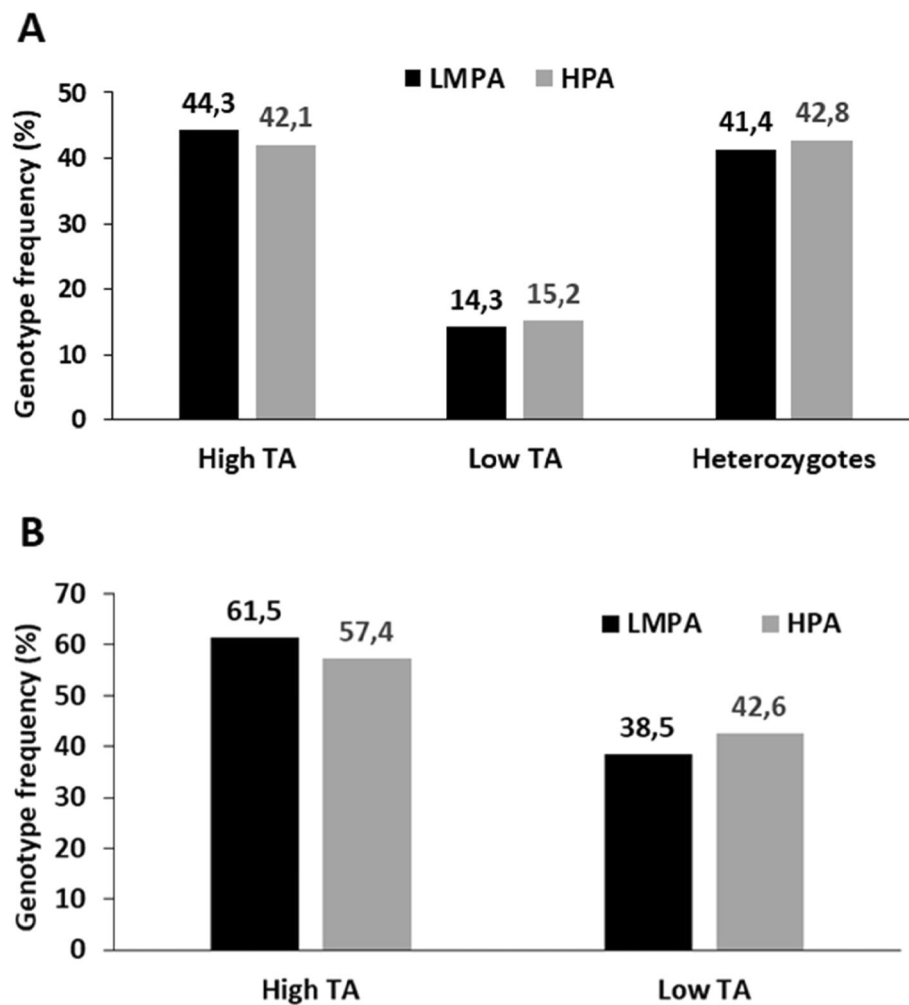 A
LMPA HPA
Genotype frequency (%)
50
40
30
20
10
0
44,3 42,1 14,3 15,2 41,4 42,8
High TA Low TA Heterozygotes
B
LMPA HPA
Genotype frequency (%)
70
60
50
40
30
20
10
0
61,5 57,4 38,5 42,6
High TA Low TA